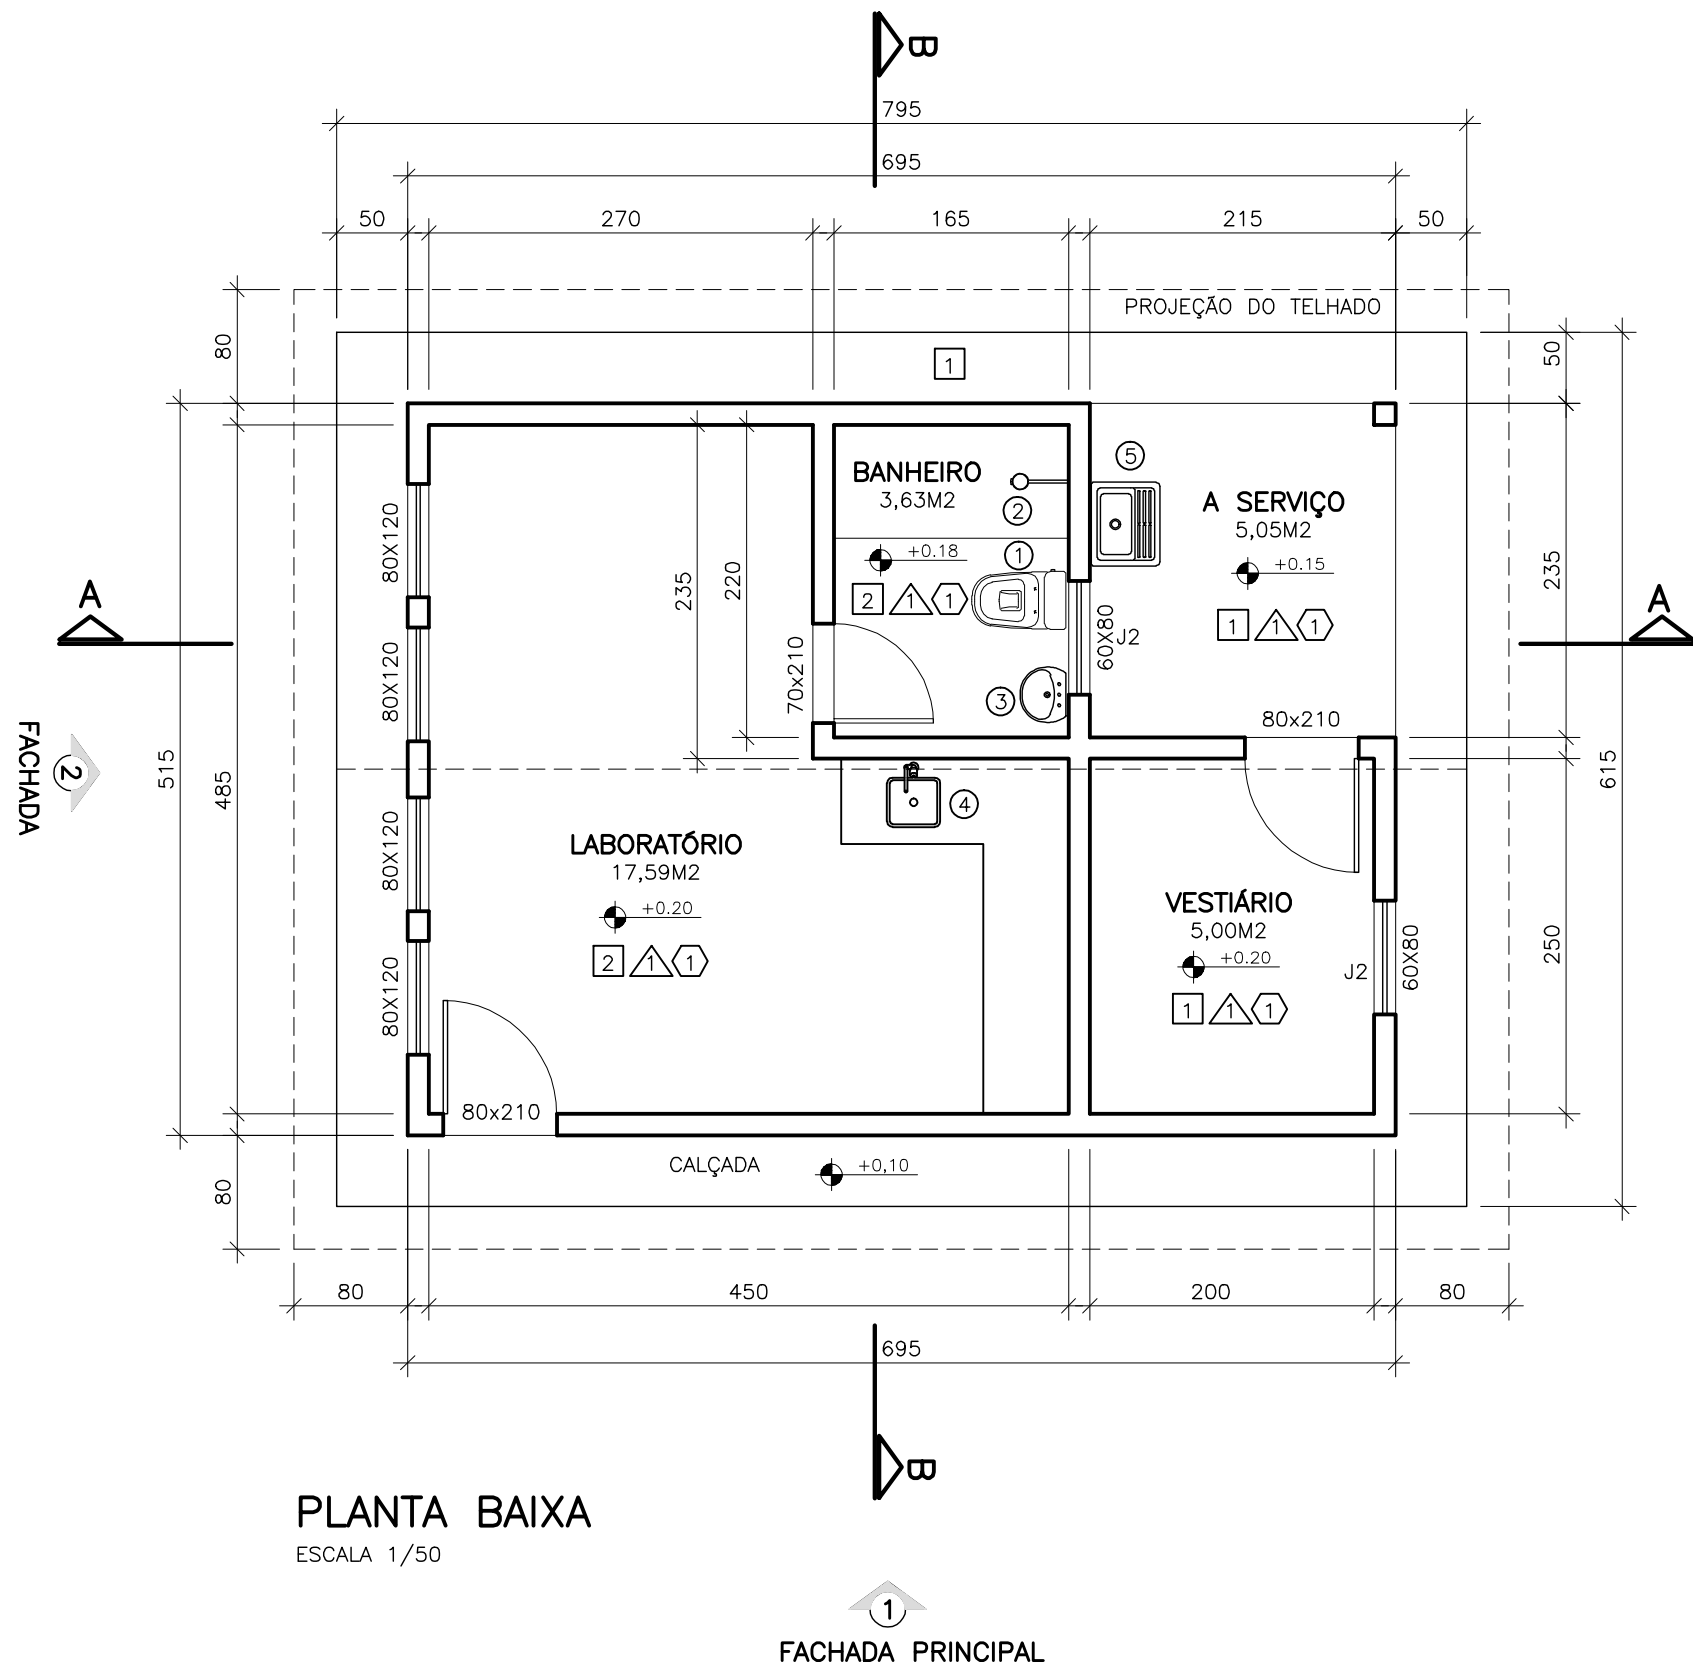 B
795
695
50
270
165
215
50
PROJEÇÃO DO TELHADO
80
50
1
BANHEIRO
3,63M2
5
A SERVIÇO
5,05M2
2
80X120
+0.18
1
+0.15
235
220
235
2 1 1
1 1 1
A
A
60X80
J2
80X120
70x210
3
80x210
FACHADA
2
515
485
615
4
LABORATÓRIO
17,59M2
80X120
+0.20
VESTIÁRIO
5,00M2
+0.20
250
2 1 1
J2
60X80
80X120
1 1 1
80x210
CALÇADA
+0,10
80
80
450
200
80
695
B
PLANTA BAIXA
ESCALA 1/50
1
FACHADA PRINCIPAL